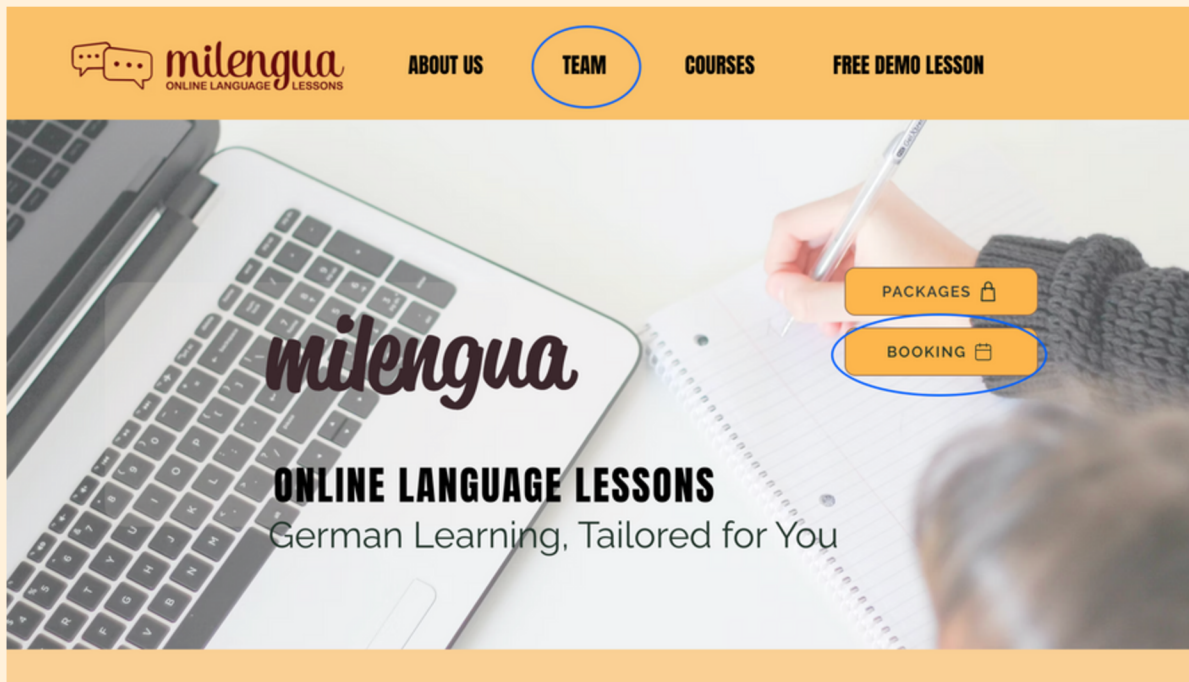 milengua
ONLINE LANGUAGE LESSONS
ABOUT US
TEAM
COURSES
FREE DEMO LESSON
PACKAGES
BOOKING
milengua
ONLINE LANGUAGE LESSONS
German Learning, Tailored for You